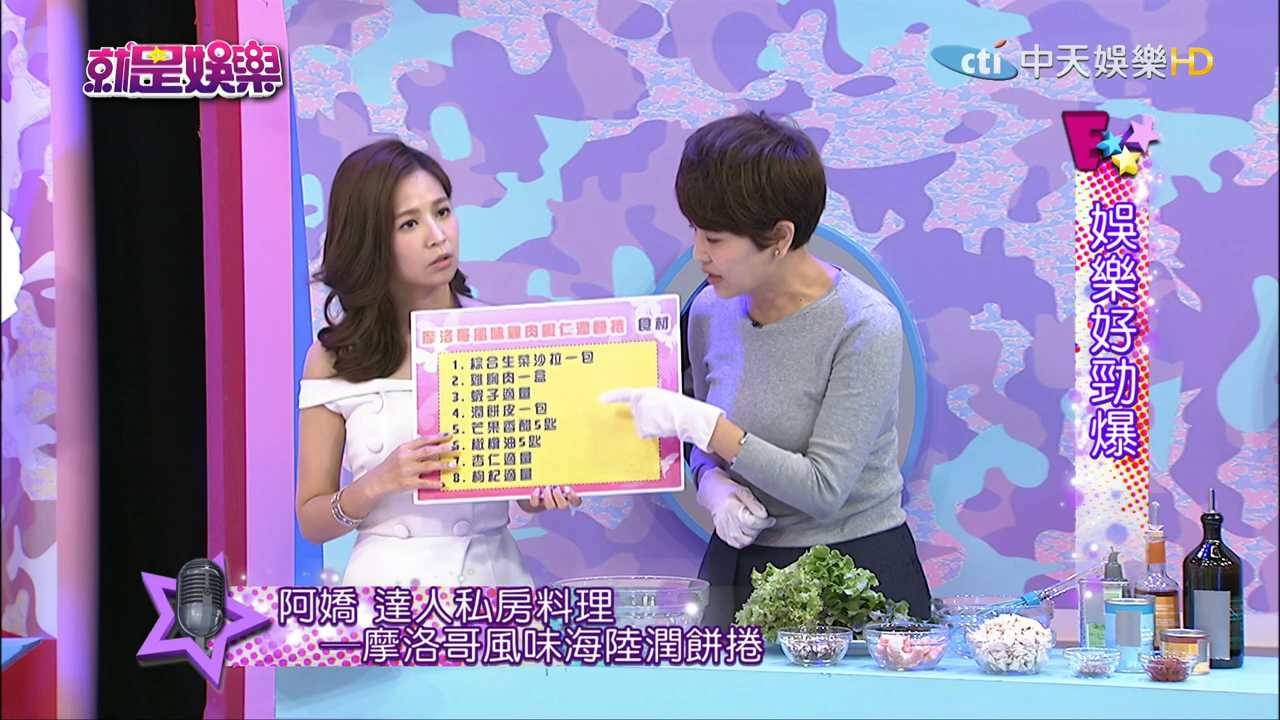 就是娛樂
cti 中天娛樂HD
E
娛樂好勁爆
摩洛哥風味雞肉蝦仁潤餅捲 食材
1. 綜合生菜沙拉一包
2. 雞胸肉一盒
3. 蝦子適量
4. 潤餅皮一包
5. 芒果香醋5匙
6. 橄欖油5匙
7. 杏仁適量
8. 枸杞適量
阿嬌 達人私房料理
—摩洛哥風味海陸潤餅捲